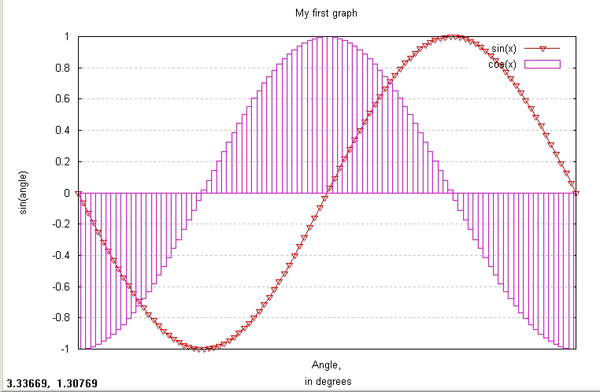 My first graph
1
0.8
0.6
0.4
0.2
0
-0.2
-0.4
-0.6
-0.8
-1
sin(x)
cos(x)
sin(angle)
Angle,
in degrees
3.33669, 1.30769